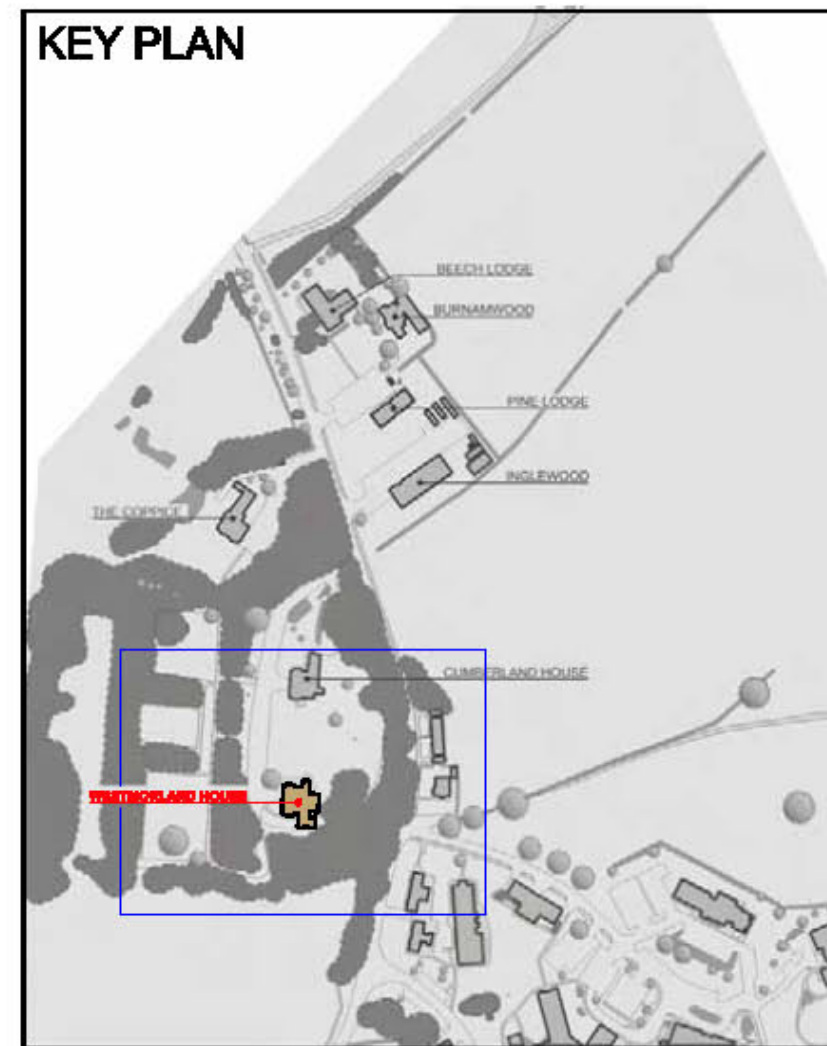 KEY PLAN
BEECH LODGE
BURNAMWOOD
PINE LODGE
INGLEWOOD
THE COPPICE
CUMBERLAND HOUSE
WESTMORLAND HOUSE